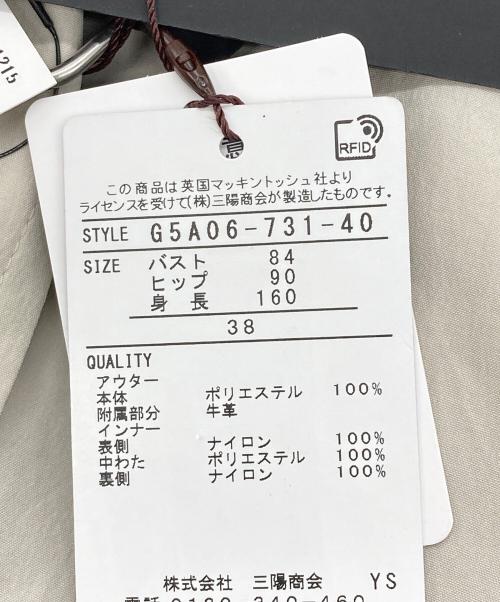 4215
RFID
この商品は英国マッキントッシュ社より
ライセンスを受けて(株)三陽商会が製造したものです。
STYLE G5A06-731-40
SIZE バスト 84
ヒップ 90
身長 160
38
QUALITY
アウター
本体 ポリエステル 100%
附属部分 牛革
インナー
表側 ナイロン 100%
中わた ポリエステル 100%
裏側 ナイロン 100%
株式会社 三陽商会 YS
電話 0120-340-460